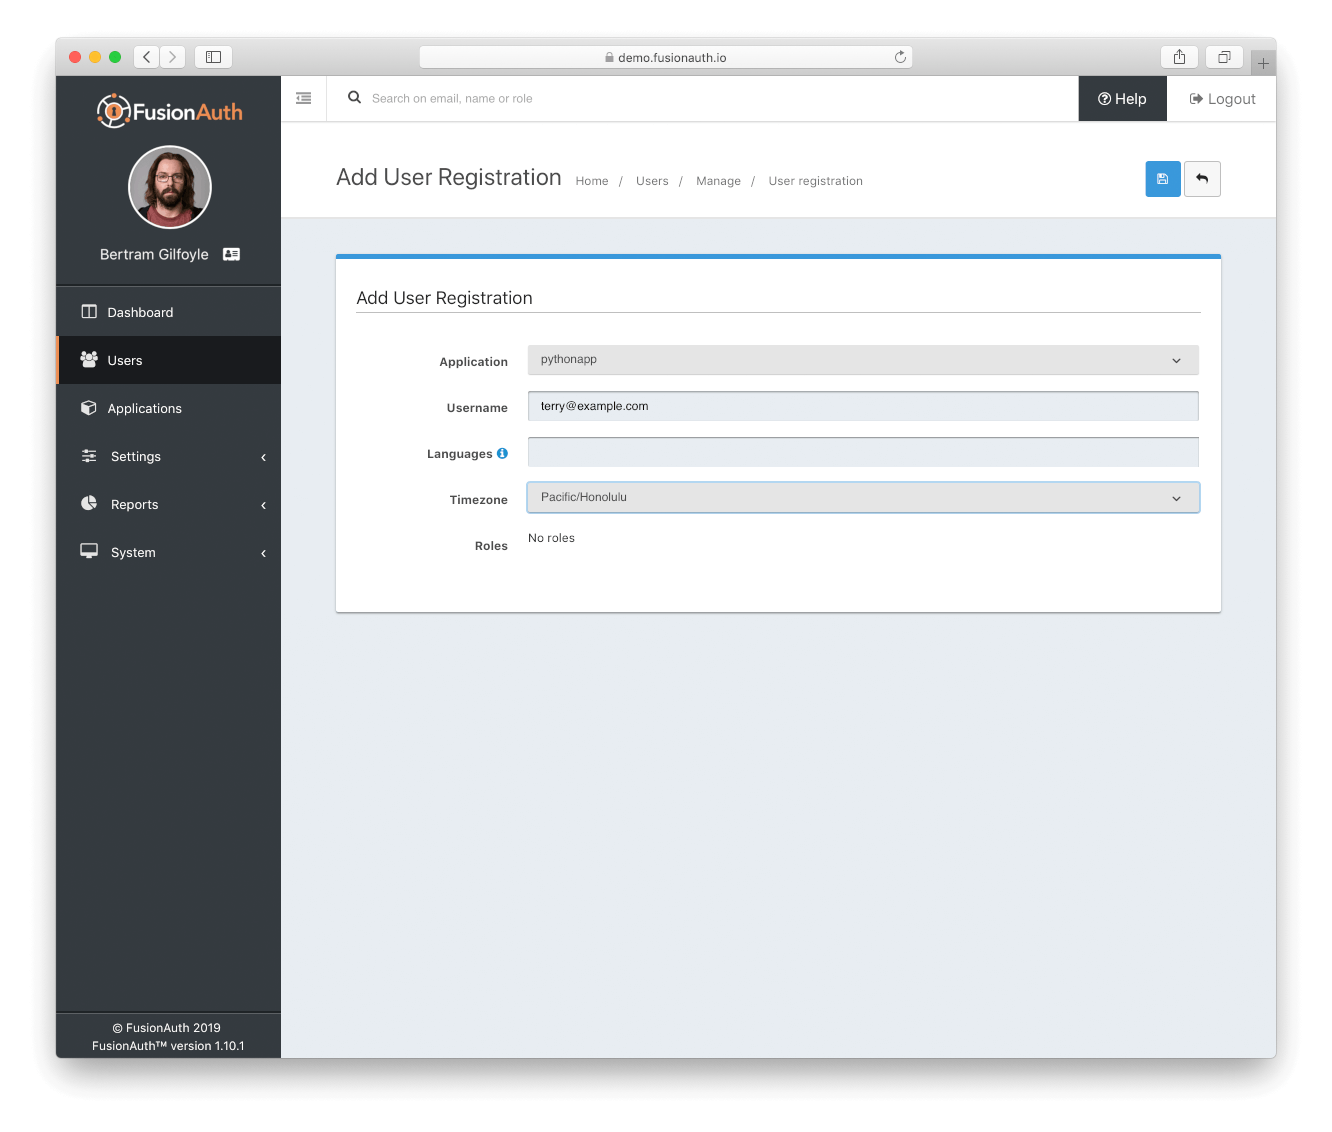 demo.fusionauth.io
FusionAuth
Search on email, name or role
Help
Logout
Bertram Gilfoyle
Add User Registration
Home / Users / Manage / User registration
Dashboard
Users
Applications
Settings
Reports
System
Add User Registration
Application pythonapp
Username terry@example.com
Languages
Timezone Pacific/Honolulu
Roles No roles
© FusionAuth 2019
FusionAuth™ version 1.10.1